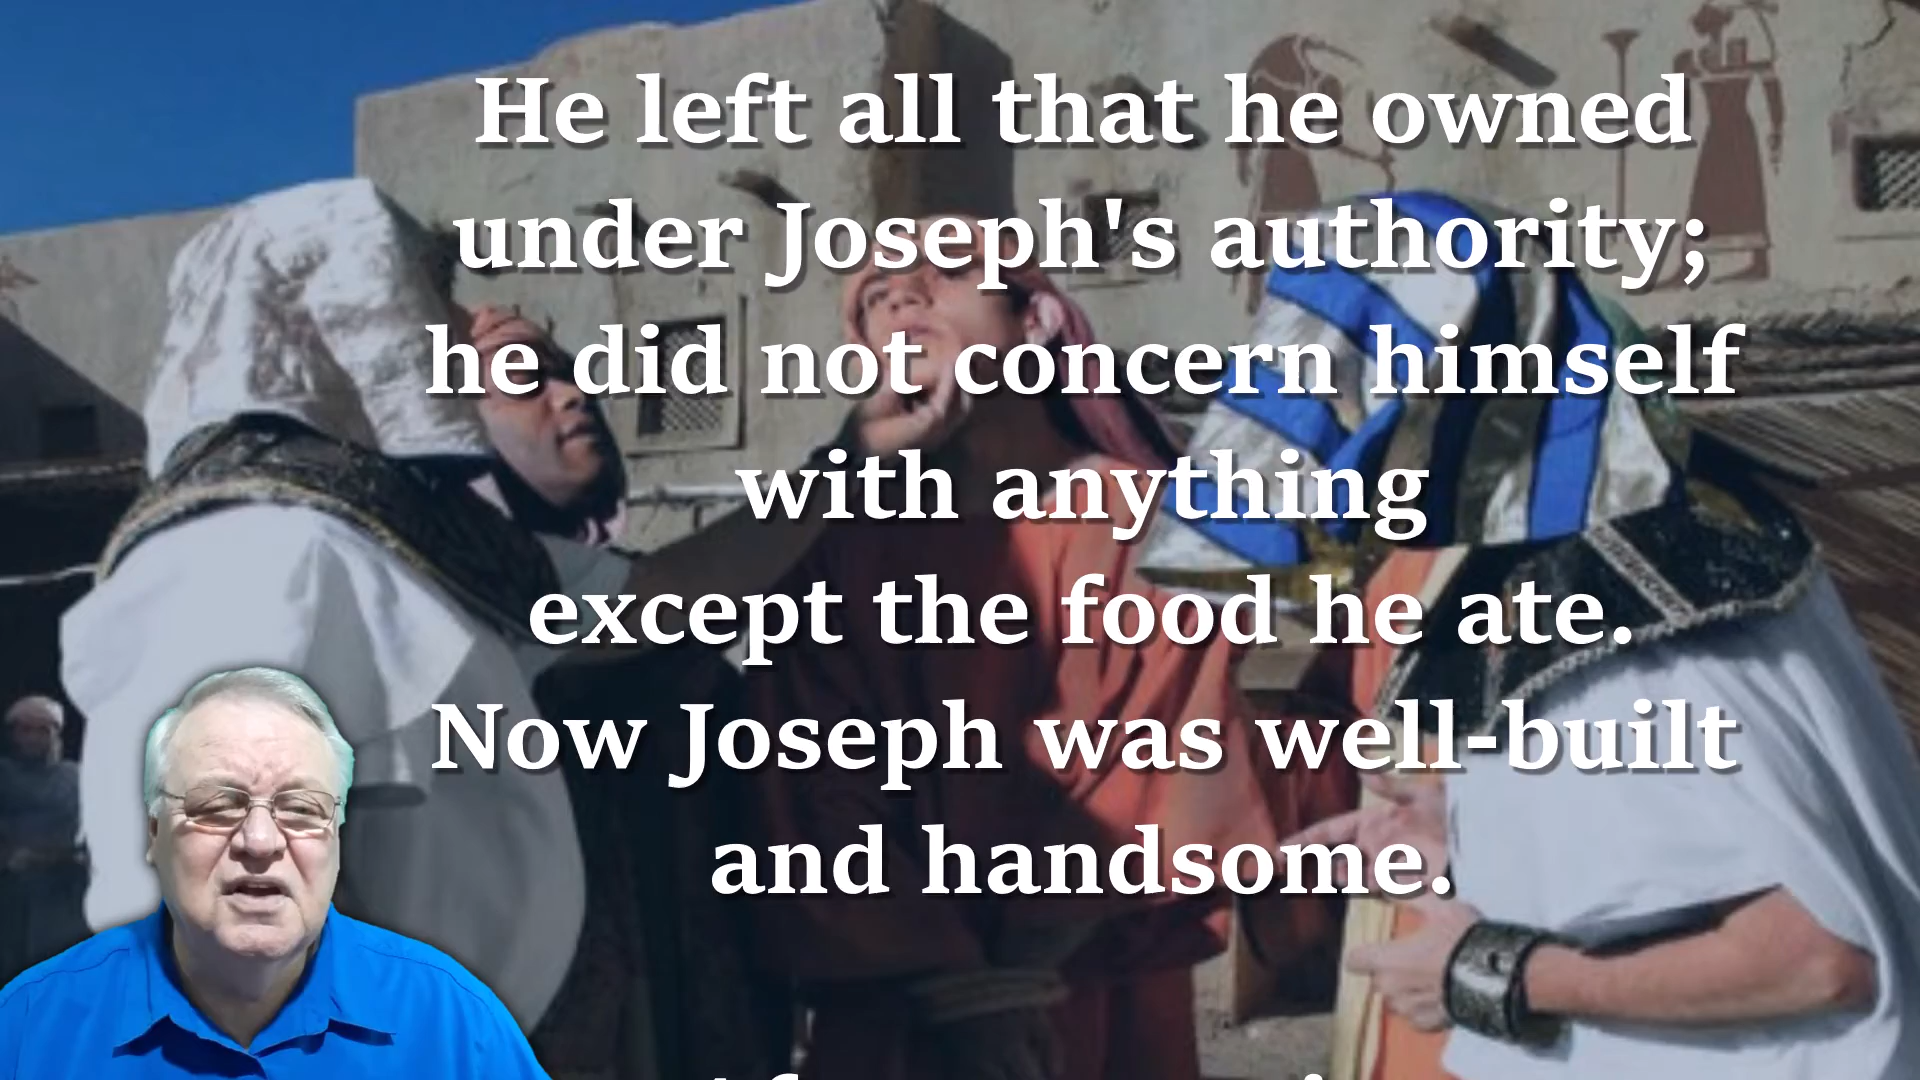 He left all that he owned
under Joseph's authority;
he did not concern himself
with anything
except the food he ate.
Now Joseph was well-built
and handsome.